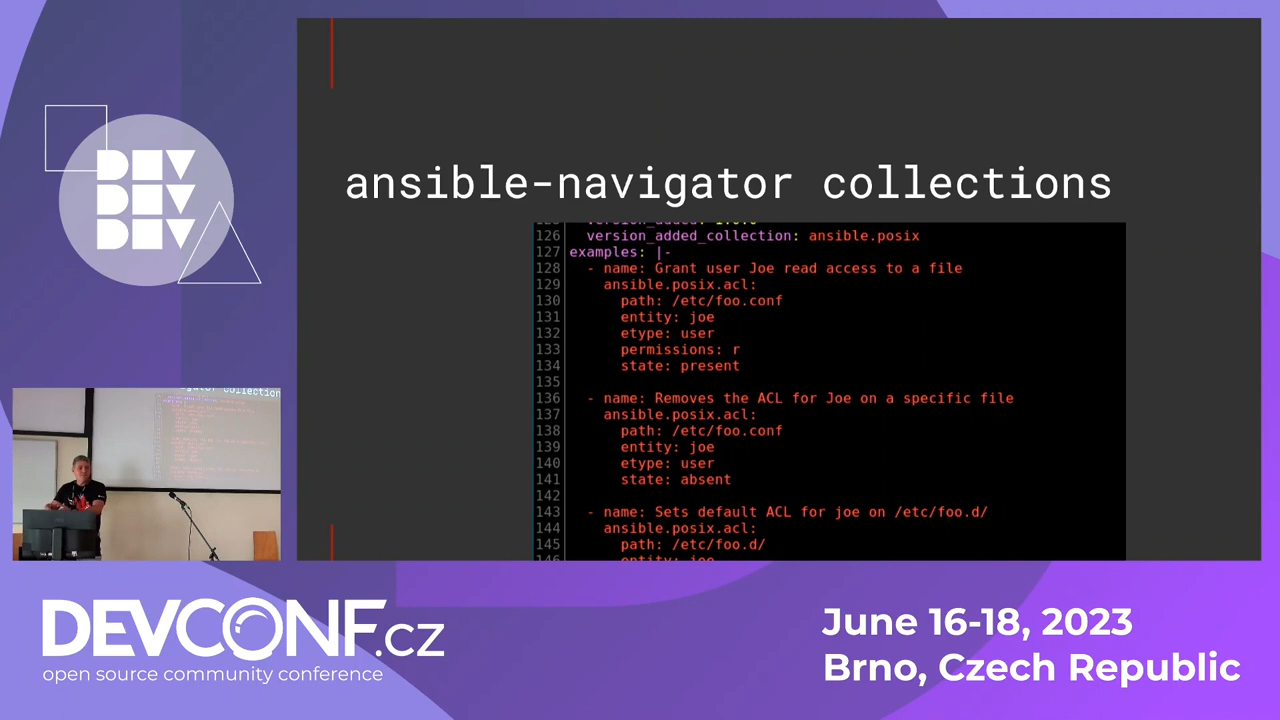 DEV
DEV
DEV
ansible-navigator collections
126 version_added_collection: ansible.posix
127 examples: |-
128 - name: Grant user Joe read access to a file
129 ansible.posix.acl:
130 path: /etc/foo.conf
131 entity: joe
132 etype: user
133 permissions: r
134 state: present
135
136 - name: Removes the ACL for Joe on a specific file
137 ansible.posix.acl:
138 path: /etc/foo.conf
139 entity: joe
140 etype: user
141 state: absent
142
143 - name: Sets default ACL for joe on /etc/foo.d/
144 ansible.posix.acl:
145 path: /etc/foo.d/
DEVCONF.cz
open source community conference
June 16-18, 2023
Brno, Czech Republic